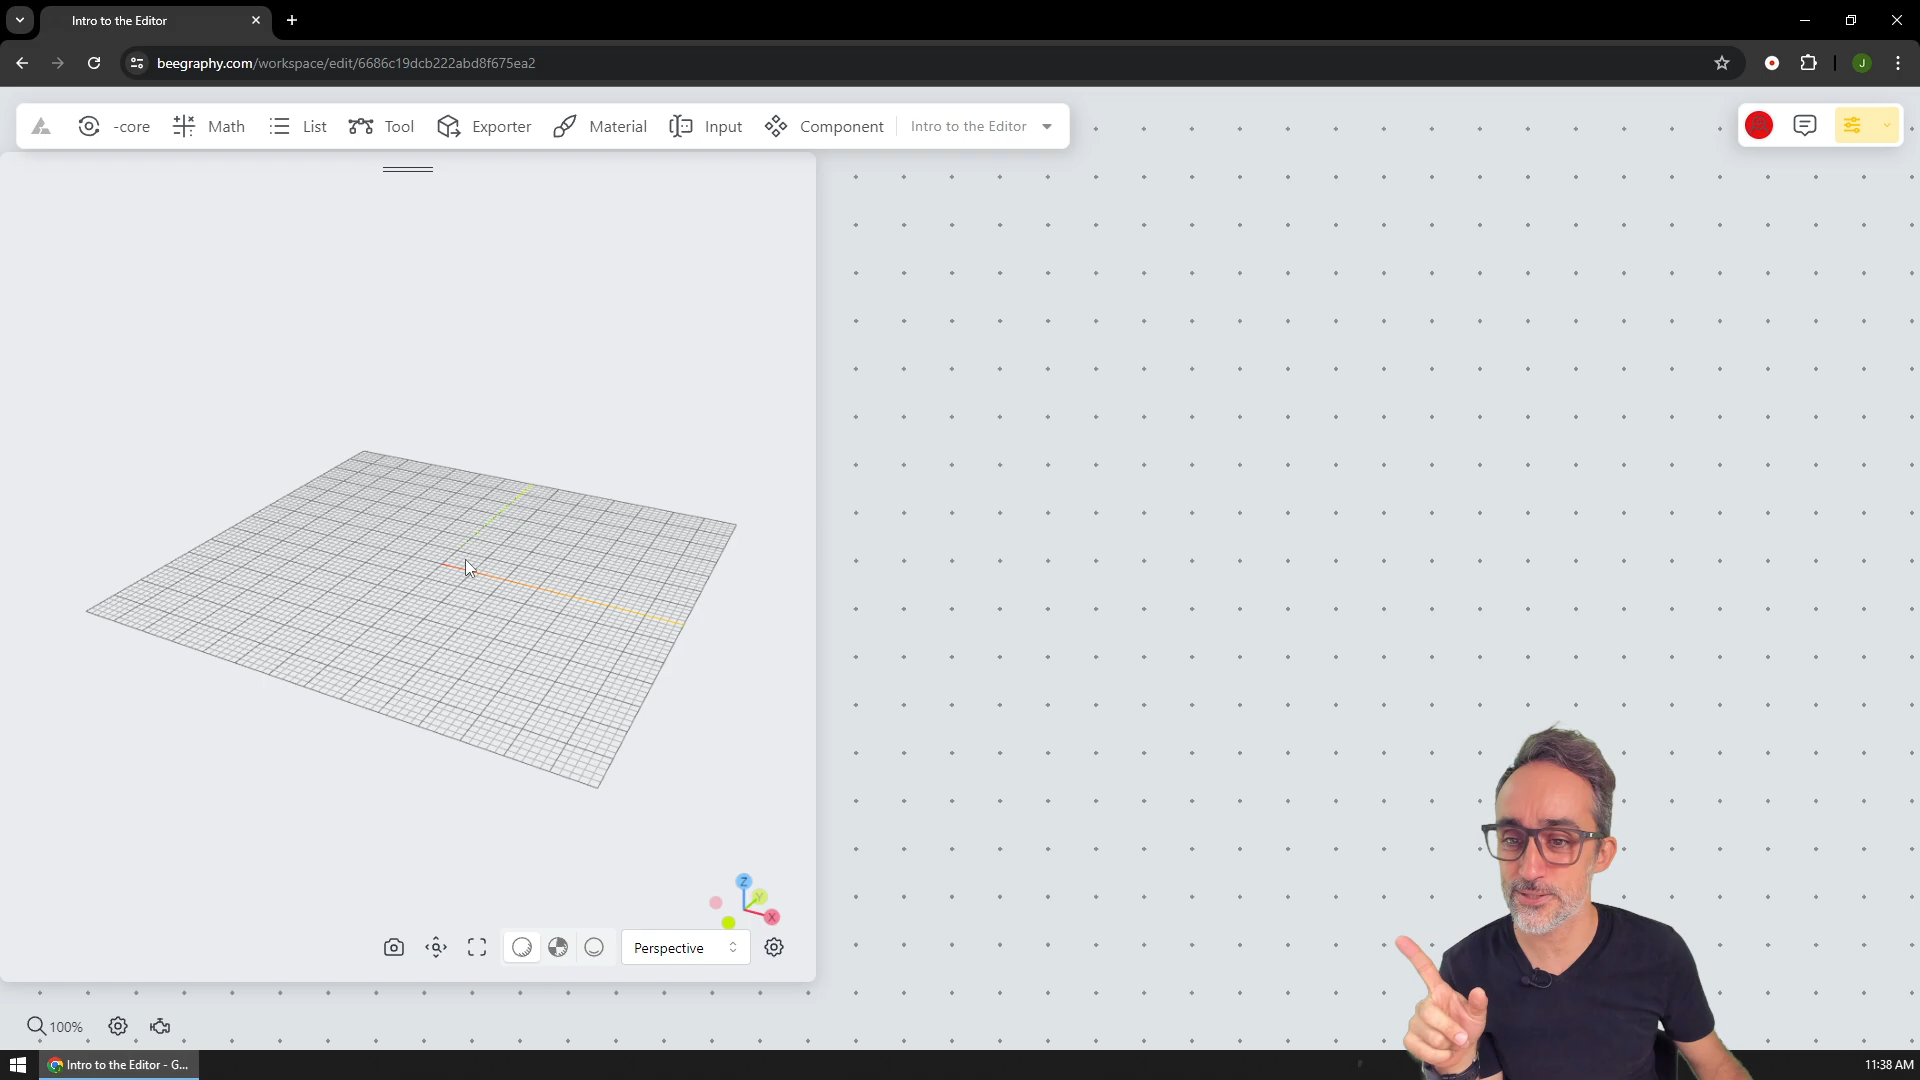 Intro to the Editor
beegraphy.com/workspace/edit/6686c19dcb222abd8f675ea2
J
-core Math List Tool Exporter Material Input Component Intro to the Editor
Z
Y
X
Perspective
100%
Intro to the Editor - G...
11:38 AM